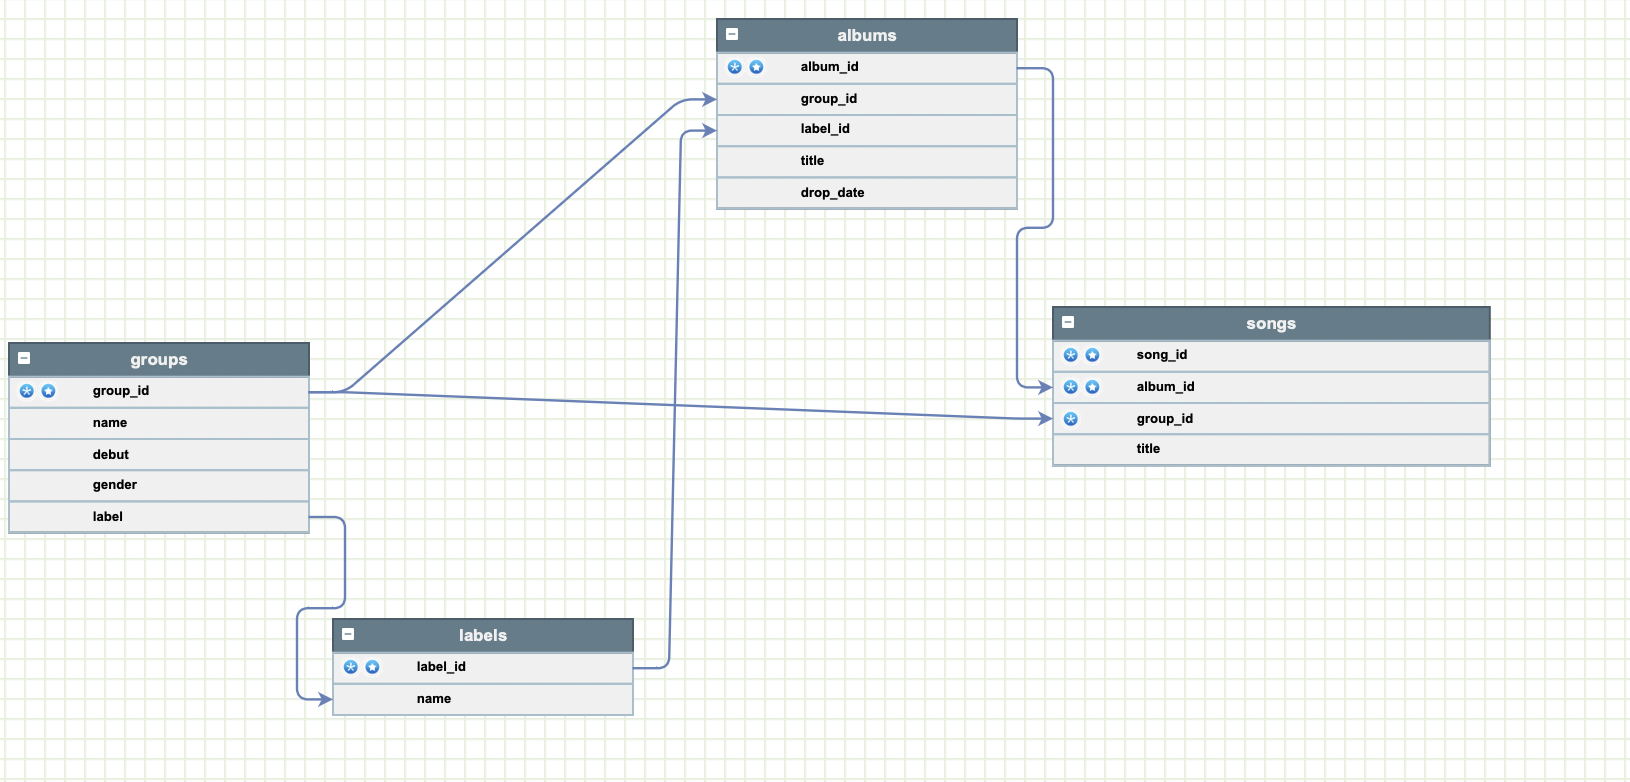 albums
album_id
group_id
label_id
title
drop_date
songs
song_id
album_id
group_id
title
groups
group_id
name
debut
gender
label
labels
label_id
name